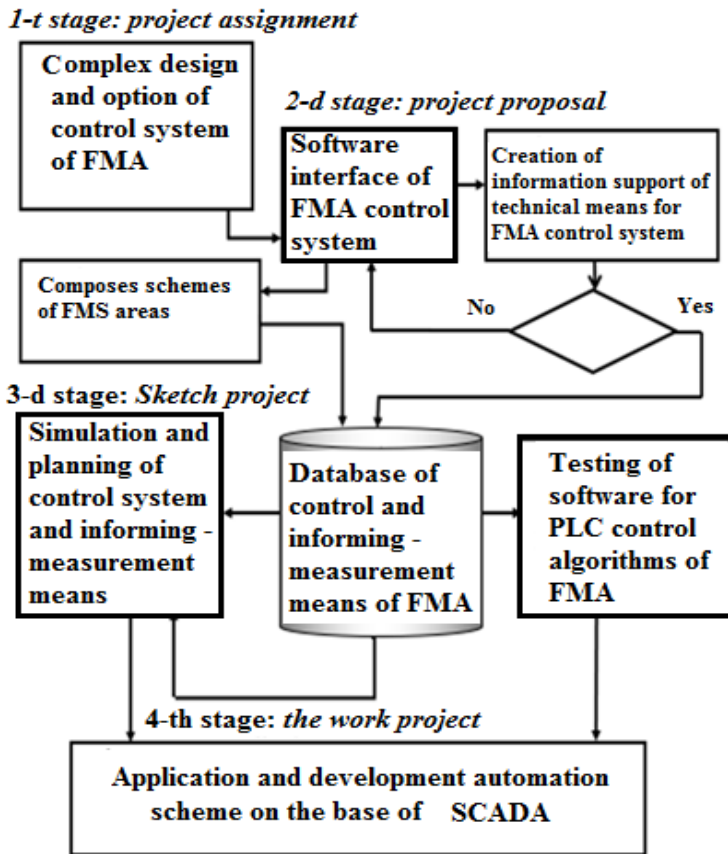 1-t stage: project assignment
Complex design
and option of
control system
of FMA
2-d stage: project proposal
Software
interface of
FMA control
system
Creation of
information support of
technical means for
FMA control system
Composes schemes
of FMS areas
No
Yes
3-d stage: Sketch project
Simulation and
planning of
control system
and informing -
measurement
means
Database of
control and
informing -
measurement
means of FMA
Testing of
software for
PLC control
algorithms of
FMA
4-th stage: the work project
Application and development automation
scheme on the base of SCADA